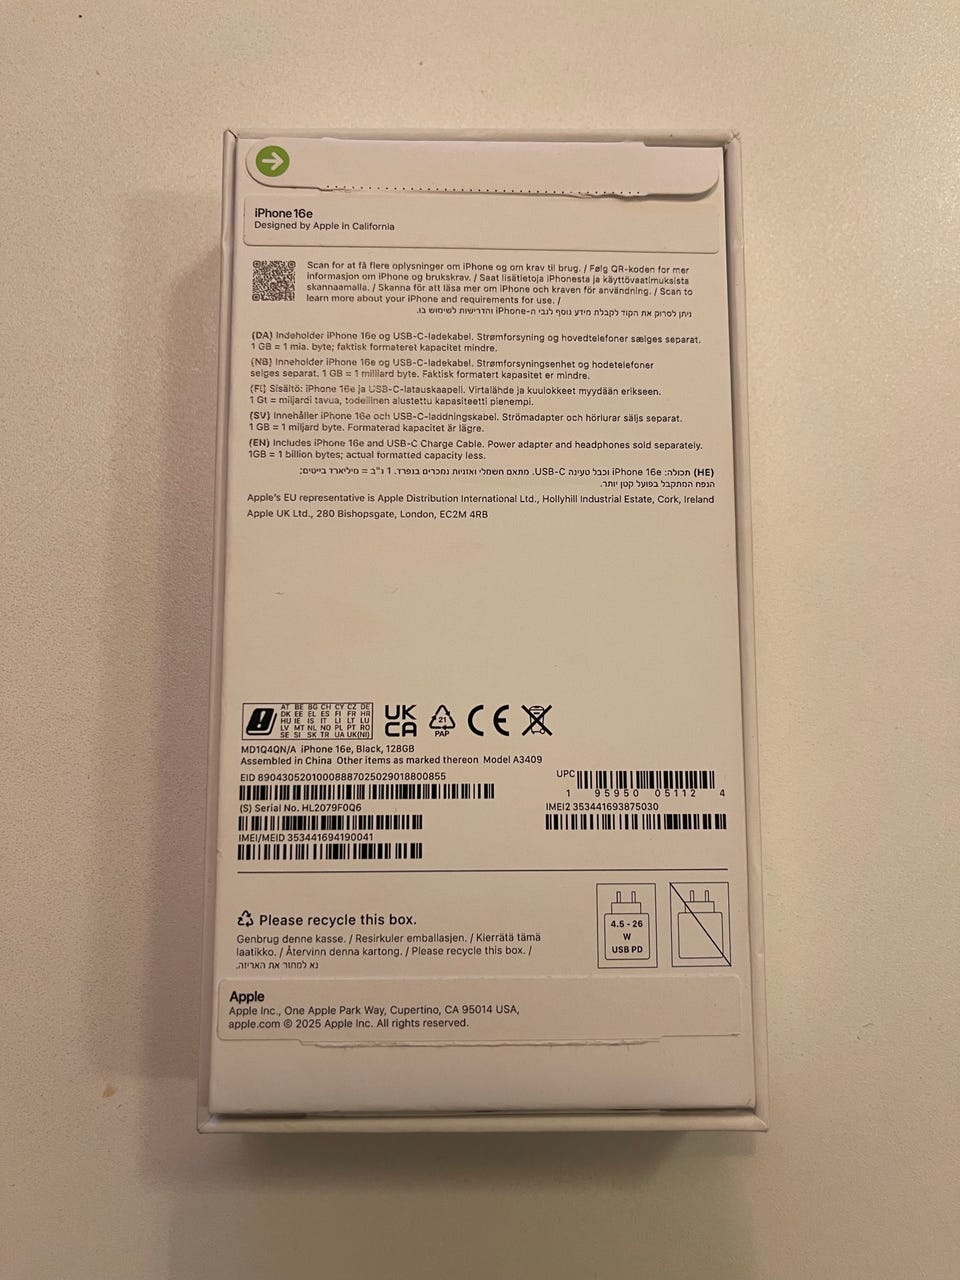 iPhone 16e
Designed by Apple in California
Scan for at få flere oplysninger om iPhone og om krav til brug. / Følg QR-koden for mer
informasjon om iPhone og brukskrav. / Saat lisätietoja iPhonesta ja käyttövaatimuksista
skannaamalla. / Skanna för att läsa mer om iPhone och kraven för användning. / Scan to
learn more about your iPhone and requirements for use. /
ניתן לסרוק את הקוד לקבלת מידע נוסף לגבי ה-iPhone והדרישות לשימוש בו.
(DA) Indeholder iPhone 16e og USB-C-ladekabel. Strømforsyning og hovedtelefoner sælges separat.
1 GB = 1 mia. byte; faktisk formateret kapacitet mindre.
(NB) Inneholder iPhone 16e og USB-C-ladekabel. Strømforsyningsenhet og hodetelefoner
selges separat. 1 GB = 1 milliard byte. Faktisk formatert kapasitet er mindre.
(FI) Sisältö: iPhone 16e ja USB-C-latauskaapeli. Virtalähde ja kuulokkeet myydään erikseen.
1 Gt = miljardi tavua, todellinen alustettu kapasiteetti pienempi.
(SV) Innehåller iPhone 16e och USB-C-laddningskabel. Strömadapter och hörlurar säljs separat.
1 GB = 1 miljard byte. Formaterad kapacitet är lägre.
(EN) Includes iPhone 16e and USB-C Charge Cable. Power adapter and headphones sold separately.
1GB = 1 billion bytes; actual formatted capacity less.
(HE) תכולה: iPhone 16e וכבל טעינה USB-C. מתאם חשמלי ואזניות נמכרים בנפרד. 1 ג"ב = מיליארד בייטים;
הנפח המתקבל בפועל קטן יותר.
Apple's EU representative is Apple Distribution International Ltd., Hollyhill Industrial Estate, Cork, Ireland
Apple UK Ltd., 280 Bishopsgate, London, EC2M 4RB
AT BE BG CH CY CZ DE
DK EE EL ES FI FR HR
HU IE IS IT LI LT LU
LV MT NL NO PL PT RO
SE SI SK TR UA UK(NI)
UK
CA
21
PAP
CE
MD1Q4QN/A iPhone 16e, Black, 128GB
Assembled in China Other items as marked thereon Model A3409
EID 89043052010008887025029018800855
UPC
1 95950 05112 4
(S) Serial No. HL2079F0Q6
IMEI2 353441693875030
IMEI/MEID 353441694190041
Please recycle this box.
Genbrug denne kasse. / Resirkuler emballasjen. / Kierrätä tämä
laatikko. / Återvinn denna kartong. / Please recycle this box. /
נא למחזר את האריזה.
4.5 - 26
W
USB PD
Apple
Apple Inc., One Apple Park Way, Cupertino, CA 95014 USA,
apple.com © 2025 Apple Inc. All rights reserved.